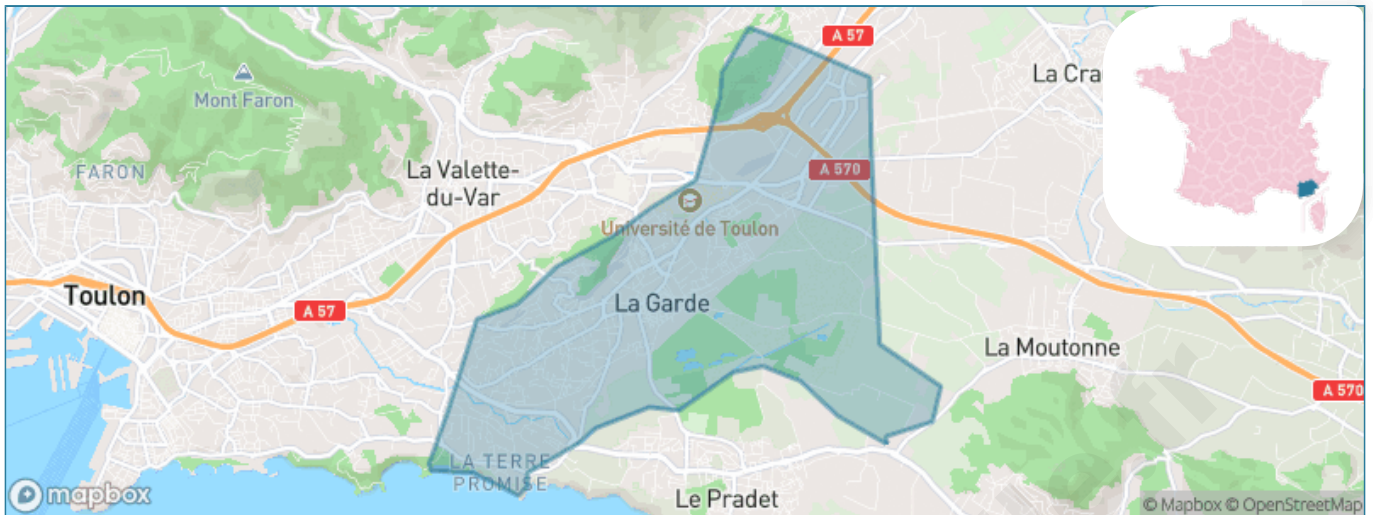 A 57
La Cra
Mont Faron
FARON
La Valette-
du-Var
A 570
Université de Toulon
Toulon
A 57
La Garde
La Moutonne
A 570
LA TERRE
PROMISE
Le Pradet
mapbox
© Mapbox © OpenStreetMap